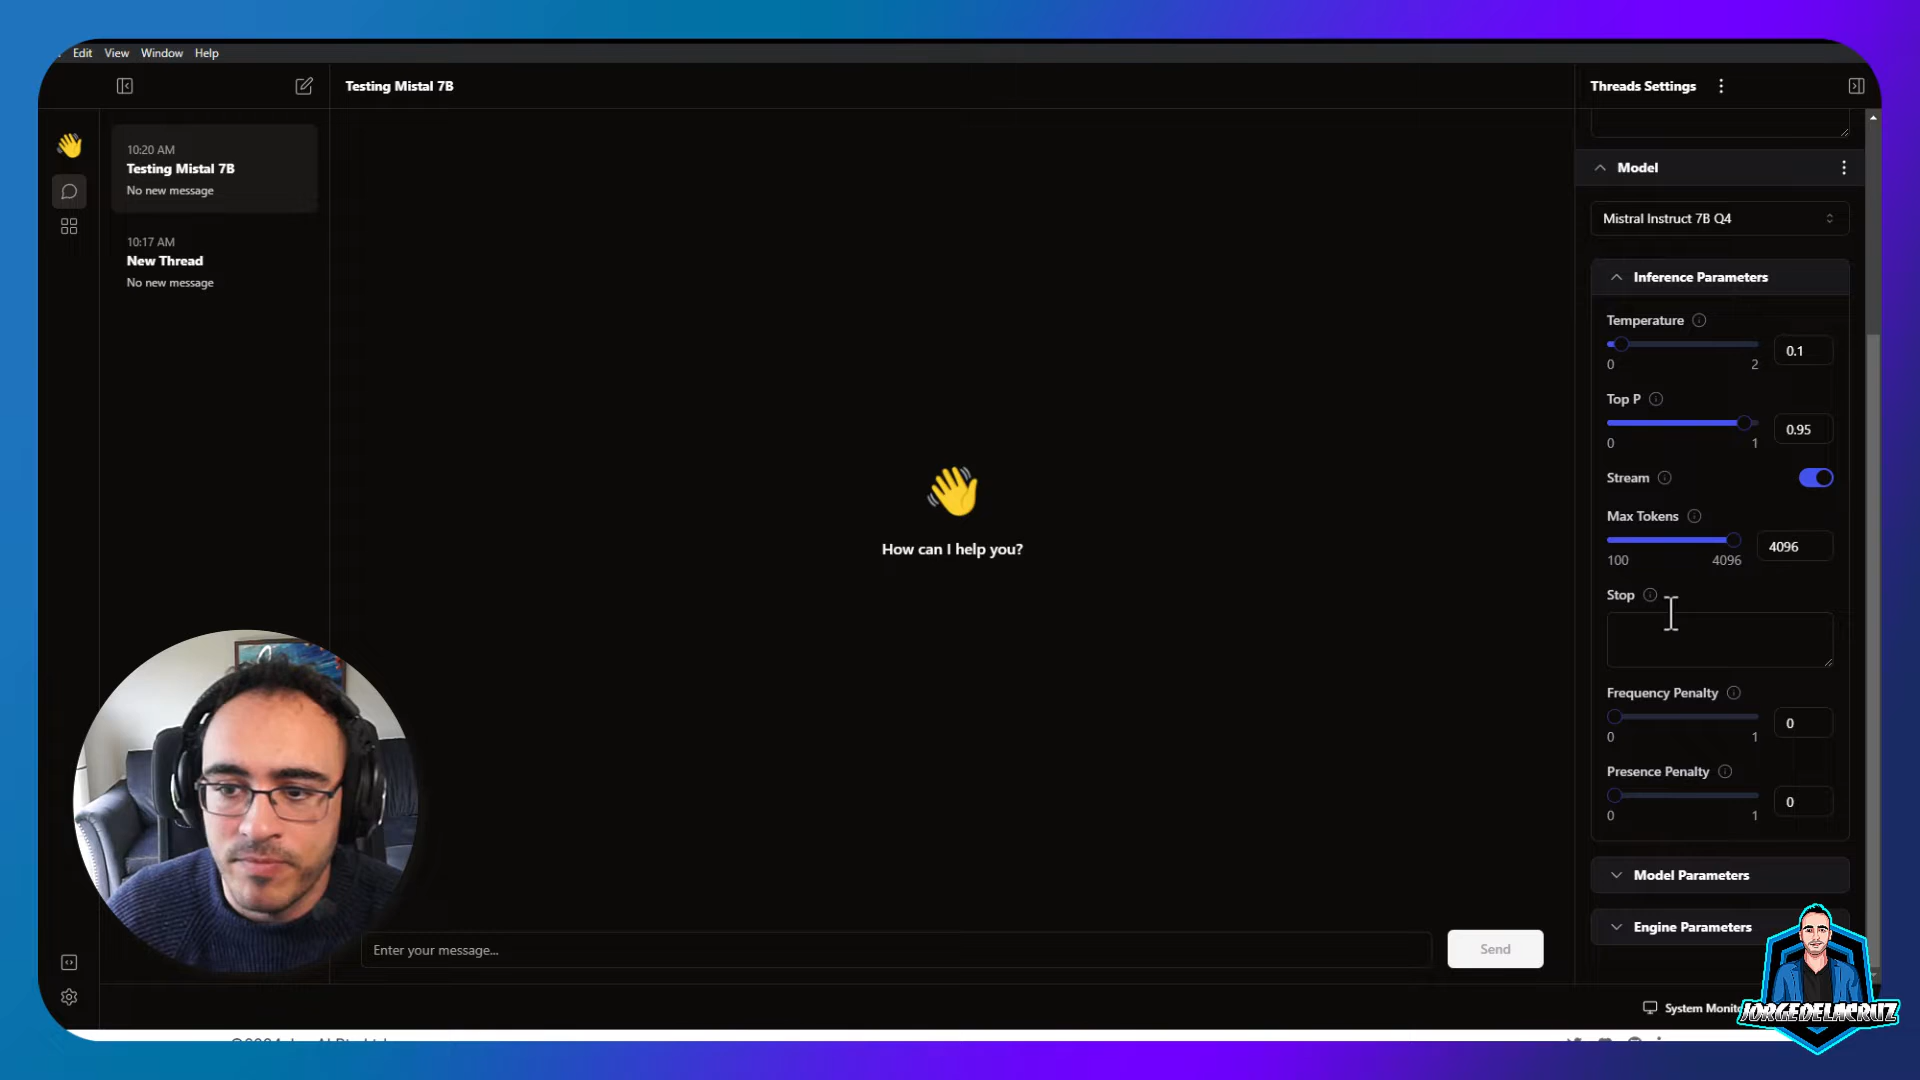 Edit View Window Help
Testing Mistal 7B
Threads Settings
10:20 AM
Testing Mistal 7B
No new message
10:17 AM
New Thread
No new message
How can I help you?
Enter your message...
Send
Model
Mistral Instruct 7B Q4
Inference Parameters
Temperature
0.1
0 2
Top P
0.95
0 1
Stream
Max Tokens
4096
100 4096
Stop
Frequency Penalty
0
0 1
Presence Penalty
0
0 1
Model Parameters
Engine Parameters
System Monito
JORGEDELACRUZ